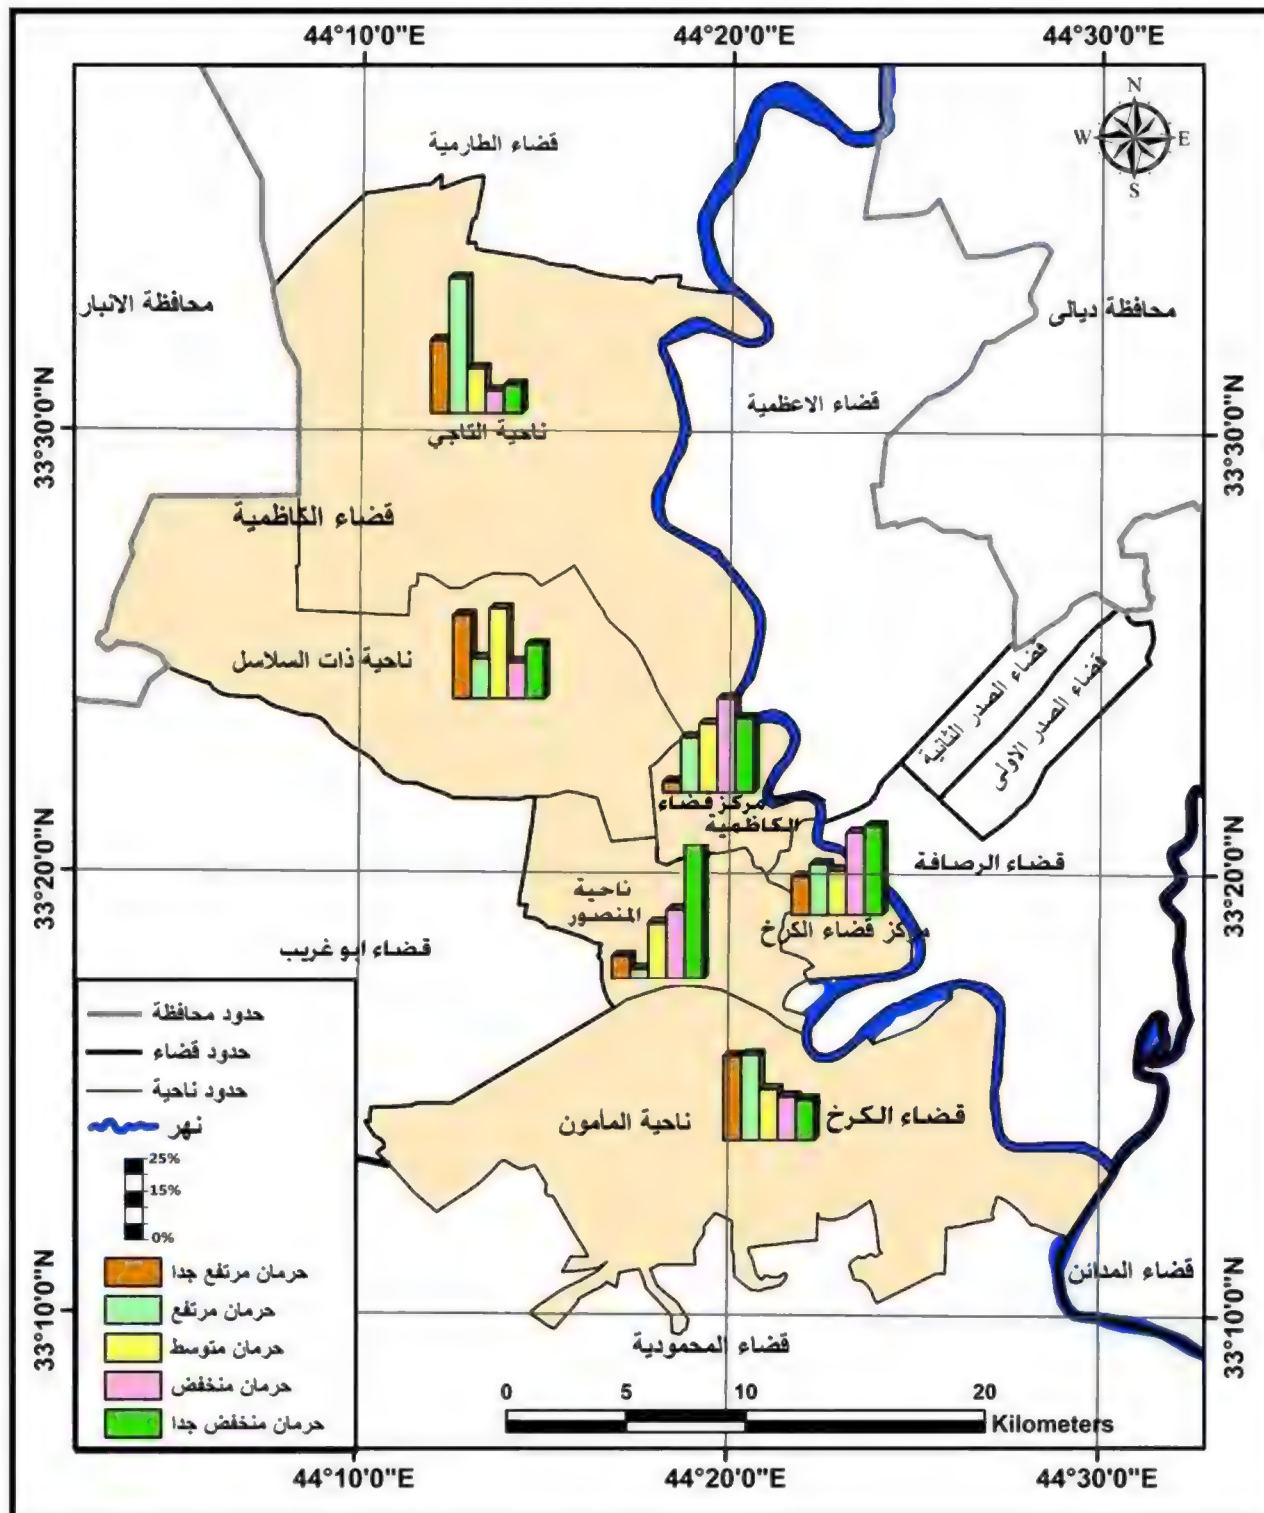 44°10'0"E
44°20'0"E
44°30'0"E
N
W
E
S
قضاء الطارمية
محافظة الانبار
محافظة ديالى
قضاء الاعظمية
33°30'0"N
33°30'0"N
ناحية التاجي
قضاء الكاظمية
ناحية ذات السلاسل
قضاء الصدر الثانية
قضاء الصدر الاولى
مركز قضاء
الكاظمية
33°20'0"N
33°20'0"N
قضاء الرصافة
ناحية
المنصور
مركز قضاء الكرخ
قضاء ابو غريب
حدود محافظة
حدود قضاء
حدود ناحية
نهر
25%
15%
0%
ناحية المأمون
قضاء الكرخ
قضاء المدائن
حرمان مرتفع جدا
حرمان مرتفع
حرمان متوسط
حرمان منخفض
حرمان منخفض جدا
33°10'0"N
33°10'0"N
قضاء المحمودية
0
5
10
20
Kilometers
44°10'0"E
44°20'0"E
44°30'0"E